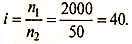 i = n₁/n₂ = 2000/50 = 40.